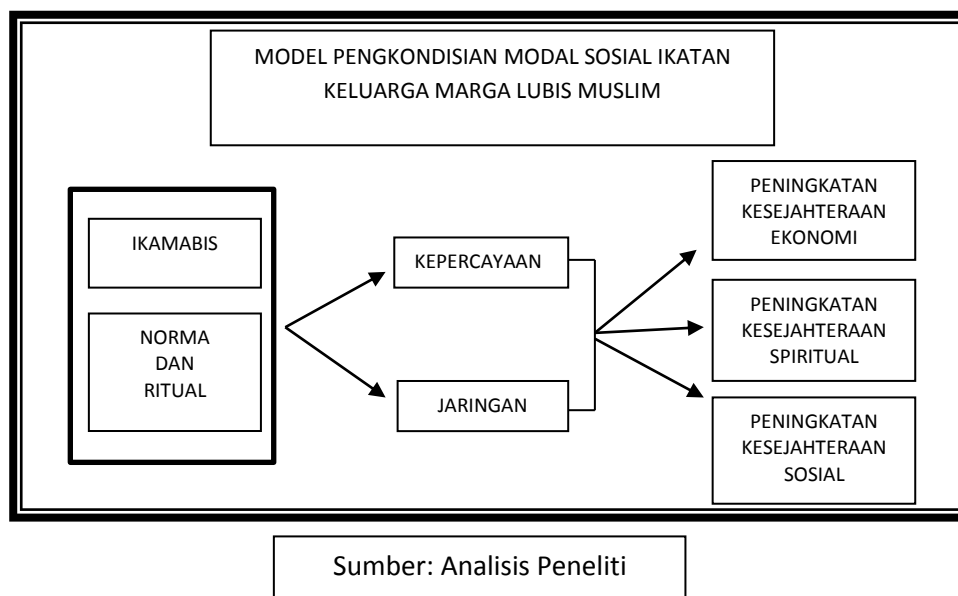 MODEL PENGKONDISIAN MODAL SOSIAL IKATAN
KELUARGA MARGA LUBIS MUSLIM
IKAMABIS
NORMA
DAN
RITUAL
KEPERCAYAAN
JARINGAN
PENINGKATAN
KESEJAHTERAAN
EKONOMI
PENINGKATAN
KESEJAHTERAAN
SPIRITUAL
PENINGKATAN
KESEJAHTERAAN
SOSIAL
Sumber: Analisis Peneliti